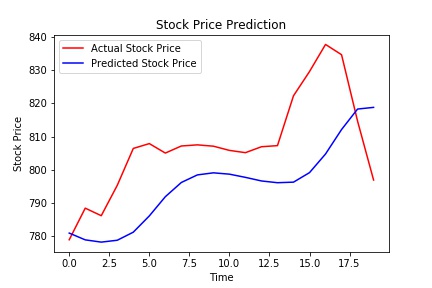 Stock Price Prediction
Actual Stock Price
Predicted Stock Price
Stock Price
840
830
820
810
800
790
780
0.0 2.5 5.0 7.5 10.0 12.5 15.0 17.5
Time